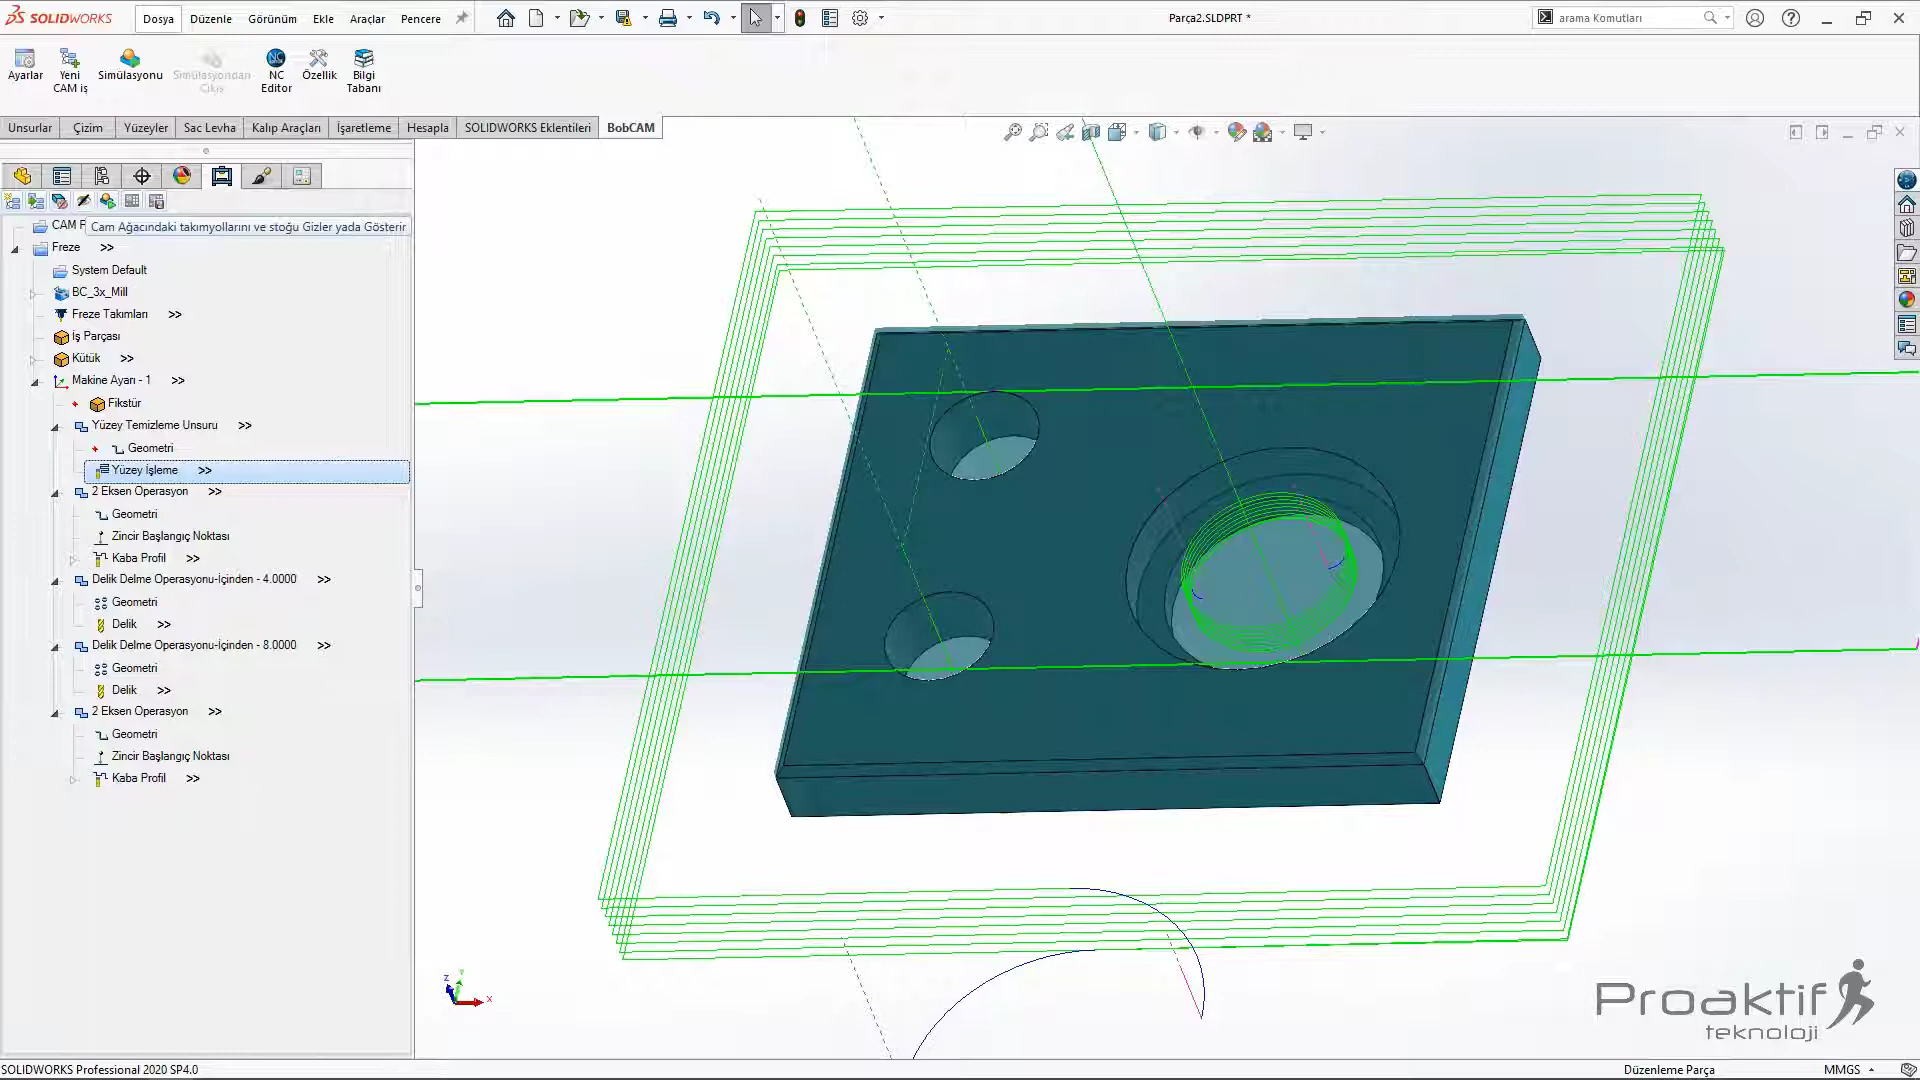 SOLIDWORKS Dosya Düzenle Görünüm Ekle Araçlar Pencere Parça2.SLDPRT * arama Komutları
Ayarlar
Yeni
CAM iş
Simülasyonu
Simülasyondan
Çıkış
NC
Editor
Özellik
Bilgi
Tabanı
Unsurlar Çizim Yüzeyler Sac Levha Kalıp Araçları İşaretleme Hesapla SOLIDWORKS Eklentileri BobCAM
CAM F
Cam Ağacındaki takımyollarını ve stoğu Gizler yada Gösterir
Freze >>
System Default
BC_3x_Mill
Freze Takımları >>
İş Parçası
Kütük >>
Makine Ayarı - 1 >>
Fikstür
Yüzey Temizleme Unsuru >>
Geometri
Yüzey İşleme >>
2 Eksen Operasyon >>
Geometri
Zincir Başlangıç Noktası
Kaba Profil >>
Delik Delme Operasyonu-İçinden - 4.0000 >>
Geometri
Delik >>
Delik Delme Operasyonu-İçinden - 8.0000 >>
Geometri
Delik >>
2 Eksen Operasyon >>
Geometri
Zincir Başlangıç Noktası
Kaba Profil >>
Z Y X
Proaktif
teknoloji
SOLIDWORKS Professional 2020 SP4.0 Düzenleme Parça MMGS